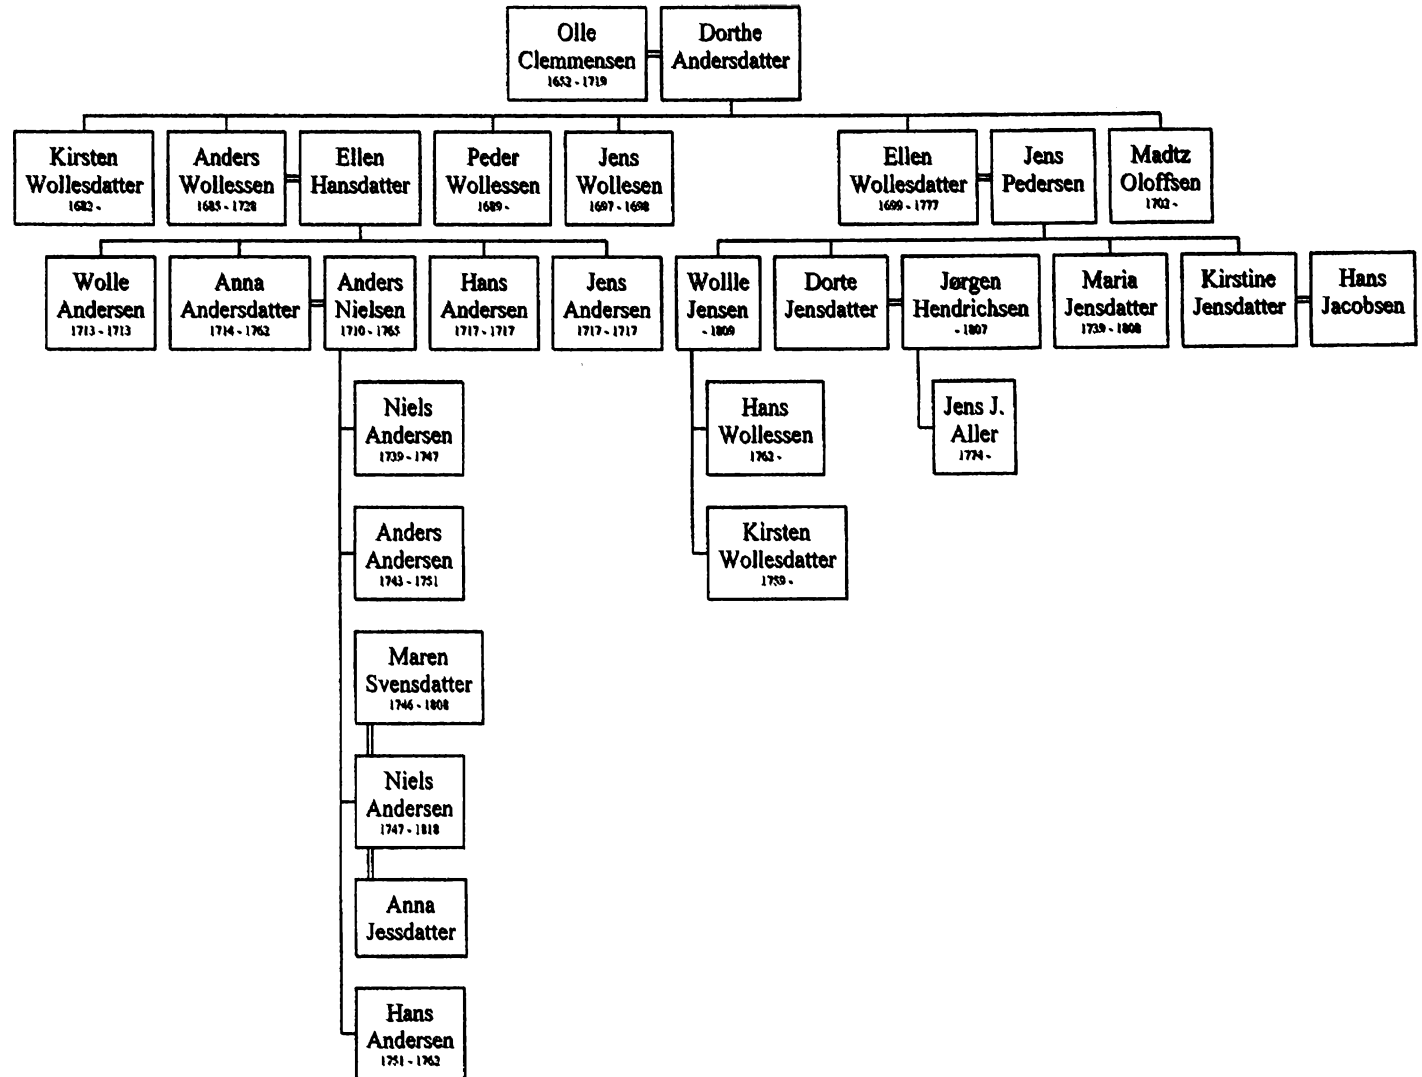 Olle
Clemmensen
1652 - 1719
Dorthe
Andersdatter
Kirsten
Wollesdatter
1682 -
Anders
Wollessen
1685 - 1728
Ellen
Hansdatter
Peder
Wollessen
1689 -
Jens
Wollesen
1697 - 1698
Ellen
Wollesdatter
1699 - 1777
Jens
Pedersen
Madtz
Oloffsen
1702 -
Wolle
Andersen
1713 - 1713
Anna
Andersdatter
1714 - 1762
Anders
Nielsen
1710 - 1765
Hans
Andersen
1717 - 1717
Jens
Andersen
1717 - 1717
Wollle
Jensen
- 1809
Dorte
Jensdatter
Jørgen
Hendrichsen
- 1807
Maria
Jensdatter
1739 - 1808
Kirstine
Jensdatter
Hans
Jacobsen
Niels
Andersen
1739 - 1747
Hans
Wollessen
1762 -
Jens J.
Aller
1774 -
Anders
Andersen
1743 - 1751
Kirsten
Wollesdatter
1759 -
Maren
Svensdatter
1746 - 1808
Niels
Andersen
1747 - 1818
Anna
Jessdatter
Hans
Andersen
1751 - 1762